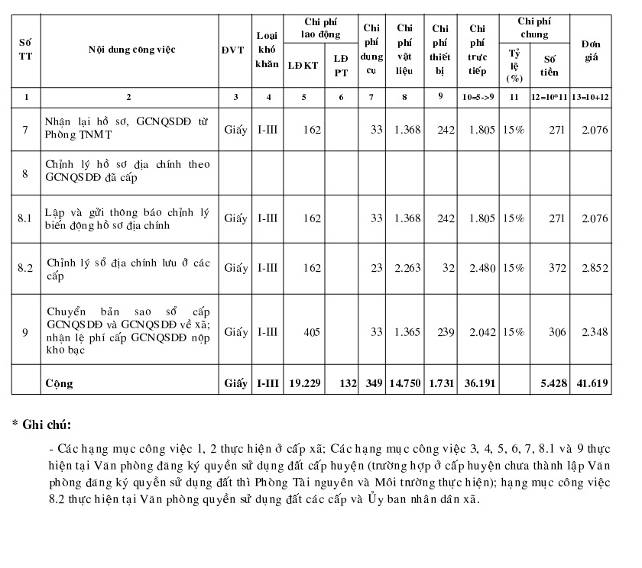 Số TT | Nội dung công việc | ĐVT | Loại khó khăn | Chi phí lao động | Chi phí dụng cụ | Chi phí vật liệu | Chi phí thiết bị | Chi phí trực tiếp | Chi phí chung | Đơn giá
LĐKT | LĐ PT | Tỷ lệ (%) | Số tiền
1 | 2 | 3 | 4 | 5 | 6 | 7 | 8 | 9 | 10=5->9 | 11 | 12=10*11 | 13=10+12
7 | Nhận lại hồ sơ, GCNQSDĐ từ
Phòng TNMT | Giấy | I-III | 162 | | 33 | 1.368 | 242 | 1.805 | 15% | 271 | 2.076
8 | Chỉnh lý hồ sơ địa chính theo
GCNQSDĐ đã cấp
8.1 | Lập và gửi thông báo chỉnh lý
biến động hồ sơ địa chính | Giấy | I-III | 162 | | 33 | 1.368 | 242 | 1.805 | 15% | 271 | 2.076
8.2 | Chỉnh lý sổ địa chính lưu ở các
cấp | Giấy | I-III | 162 | | 23 | 2.263 | 32 | 2.480 | 15% | 372 | 2.852
9 | Chuyển bản sao sổ cấp
GCNQSDĐ và GCNQSDĐ về xã;
nhận lệ phí cấp GCNQSDĐ nộp
kho bạc | Giấy | I-III | 405 | | 33 | 1.365 | 239 | 2.042 | 15% | 306 | 2.348
Cộng | Giấy | I-III | 19.229 | 132 | 349 | 14.750 | 1.731 | 36.191 | | 5.428 | 41.619
* Ghi chú:
- Các hạng mục công việc 1, 2 thực hiện ở cấp xã; Các hạng mục công việc 3, 4, 5, 6, 7, 8.1 và 9 thực
hiện tại Văn phòng đăng ký quyền sử dụng đất cấp huyện (trường hợp ở cấp huyện chưa thành lập Văn
phòng đăng ký quyền sử dụng đất thì Phòng Tài nguyên và Môi trường thực hiện); hạng mục công việc
8.2 thực hiện tại Văn phòng quyền sử dụng đất các cấp và Ủy ban nhân dân xã.